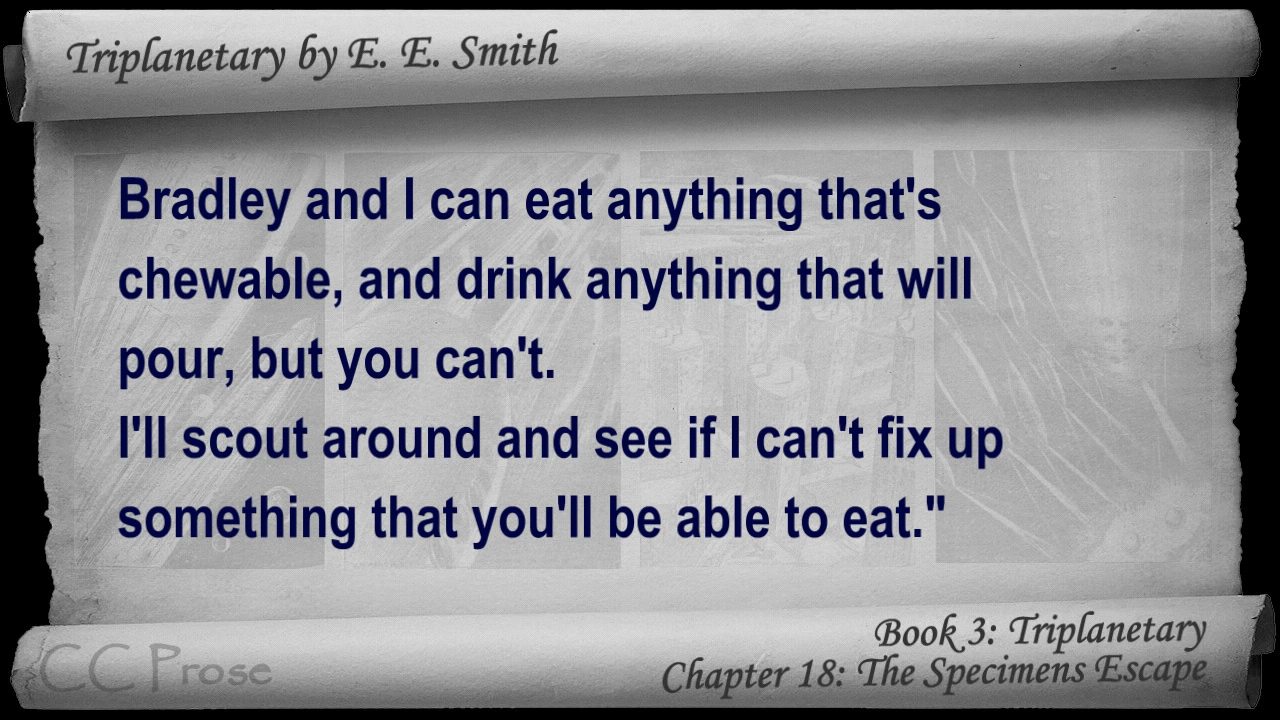 Triplanetary by E. E. Smith
Bradley and I can eat anything that's
chewable, and drink anything that will
pour, but you can't.
I'll scout around and see if I can't fix up
something that you'll be able to eat."
Book 3: Triplanetary
Chapter 18: The Specimens Escape
CC Prose